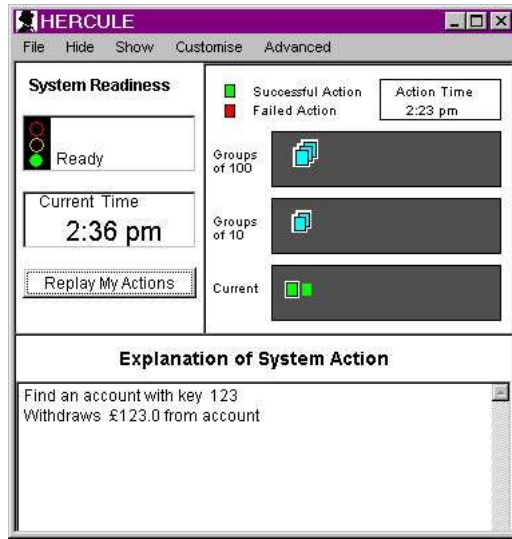 HERCULE
File Hide Show Customise Advanced
System Readiness
Ready
Current Time
2:36 pm
Replay My Actions
Successful Action
Failed Action
Action Time
2:23 pm
Groups
of 100
Groups
of 10
Current
Explanation of System Action
Find an account with key 123
Withdraws £123.0 from account